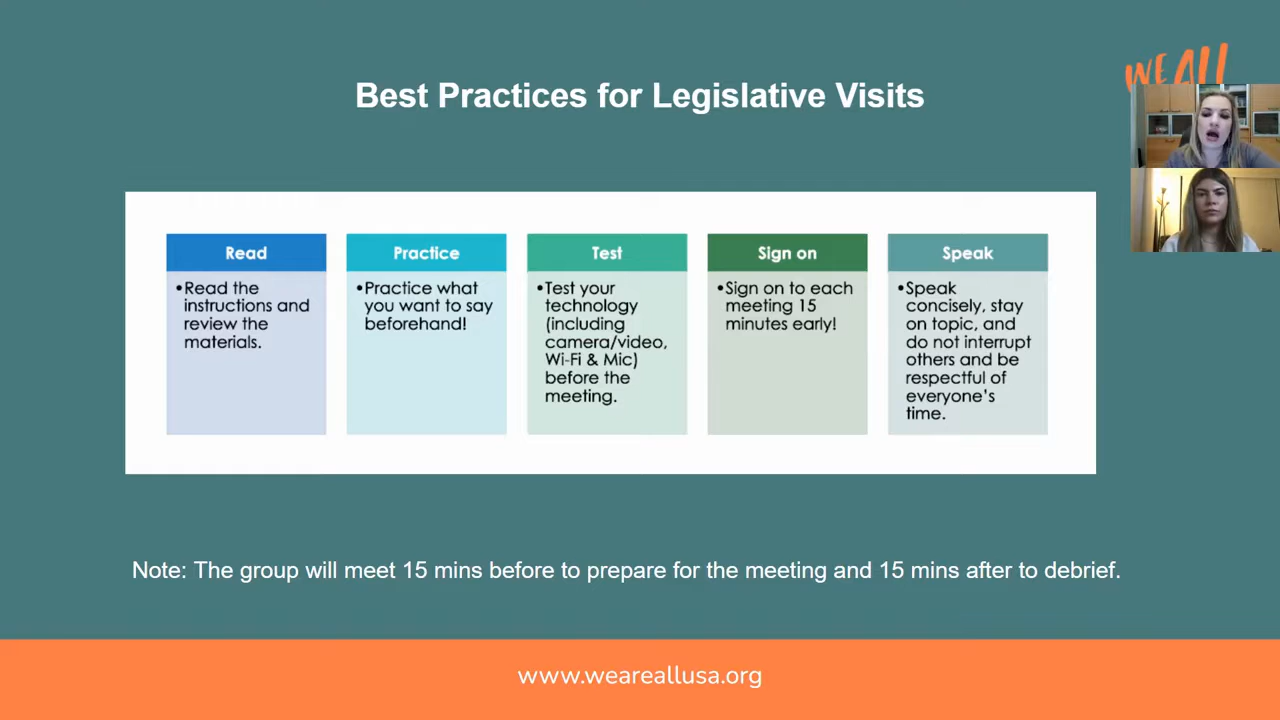 WE All
Best Practices for Legislative Visits
Read
•Read the
instructions and
review the
materials.
Practice
•Practice what
you want to say
beforehand!
Test
•Test your
technology
(including
camera/video,
Wi-Fi & Mic)
before the
meeting.
Sign on
•Sign on to each
meeting 15
minutes early!
Speak
•Speak
concisely, stay
on topic, and
do not interrupt
others and be
respectful of
everyone’s
time.
Note: The group will meet 15 mins before to prepare for the meeting and 15 mins after to debrief.
www.weareallusa.org